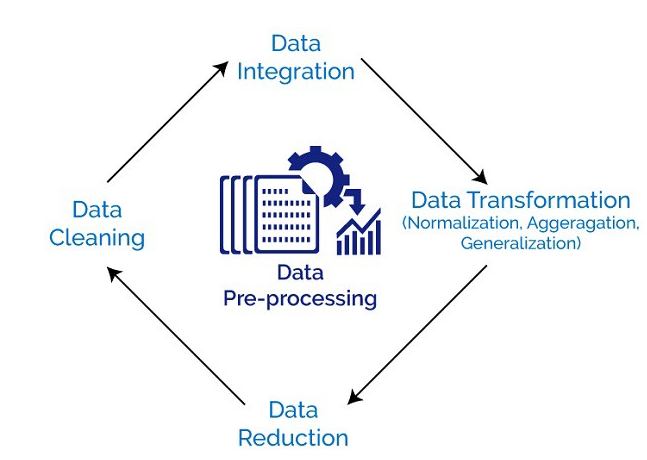 Data
Integration
Data Transformation
(Normalization, Aggeragation,
Generalization)
Data
Cleaning
Data
Pre-processing
Data
Reduction